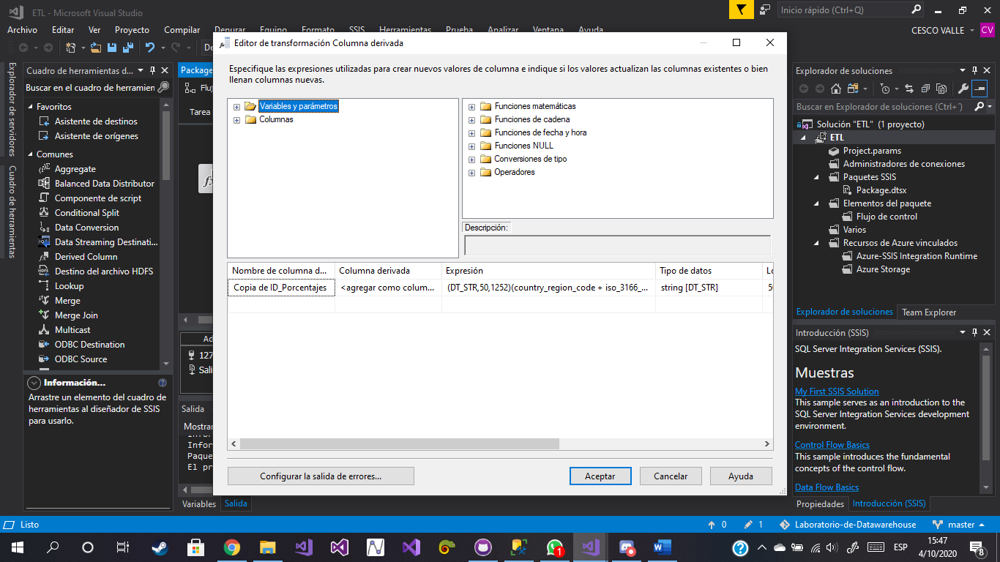 ETL - Microsoft Visual Studio
Inicio rápido (Ctrl+Q)
Archivo Editar Ver Proyecto Compilar Depurar Equipo Formato SSIS Herramientas Prueba Analizar Ventana Ayuda
CESCO VALLE CV
Explorador de servidores
Cuadro de herramientas
Cuadro de herramientas d...
Buscar en el cuadro de herramien
Favoritos
Asistente de destinos
Asistente de orígenes
Comunes
Aggregate
Balanced Data Distributor
Componente de script
Conditional Split
Data Conversion
Data Streaming Destinati...
Derived Column
Destino del archivo HDFS
Lookup
Merge
Merge Join
Multicast
ODBC Destination
ODBC Source
Información...
Arrastre un elemento del cuadro de
herramientas al diseñador de SSIS
para usarlo.
Package
Fluj
Tarea
Ad
127
Sali
Salida
Mostrar
Infor
Paque
El pr
Variables Salida
Editor de transformación Columna derivada
Especifique las expresiones utilizadas para crear nuevos valores de columna e indique si los valores actualizan las columnas existentes o bien
llenan columnas nuevas.
Variables y parámetros
Columnas
Funciones matemáticas
Funciones de cadena
Funciones de fecha y hora
Funciones NULL
Conversiones de tipo
Operadores
Descripción:
Nombre de columna d... Columna derivada Expresión Tipo de datos Lo
Copia de ID_Porcentajes <agregar como colum... (DT_STR,50,1252)(country_region_code + iso_3166_... string [DT_STR] 50
Configurar la salida de errores... Aceptar Cancelar Ayuda
Explorador de soluciones
Buscar en Explorador de soluciones (Ctrl+´)
Solución "ETL" (1 proyecto)
ETL
Project.params
Administradores de conexiones
Paquetes SSIS
Package.dtsx
Elementos del paquete
Flujo de control
Varios
Recursos de Azure vinculados
Azure-SSIS Integration Runtime
Azure Storage
Explorador de soluciones Team Explorer
Introducción (SSIS)
SQL Server Integration Services (SSIS).
Muestras
My First SSIS Solution
This sample serves as an introduction to the
SQL Server Integration Services development
environment.
Control Flow Basics
This sample introduces the fundamental
concepts of the control flow.
Data Flow Basics
Propiedades Introducción (SSIS)
Listo
0 1 Laboratorio-de-Datawarehouse master
1
ESP
15:47
4/10/2020
8